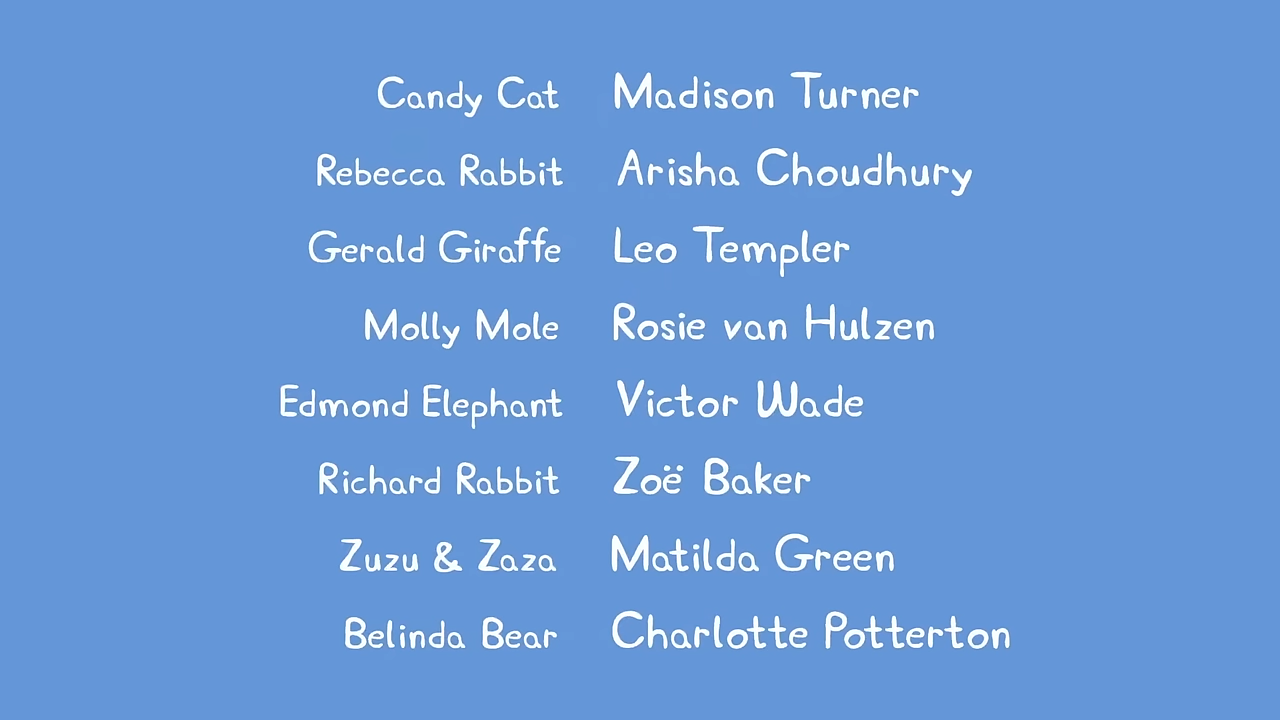 Candy Cat Madison Turner
Rebecca Rabbit Arisha Choudhury
Gerald Giraffe Leo Templer
Molly Mole Rosie van Hulzen
Edmond Elephant Victor Wade
Richard Rabbit Zoë Baker
Zuzu & Zaza Matilda Green
Belinda Bear Charlotte Potterton